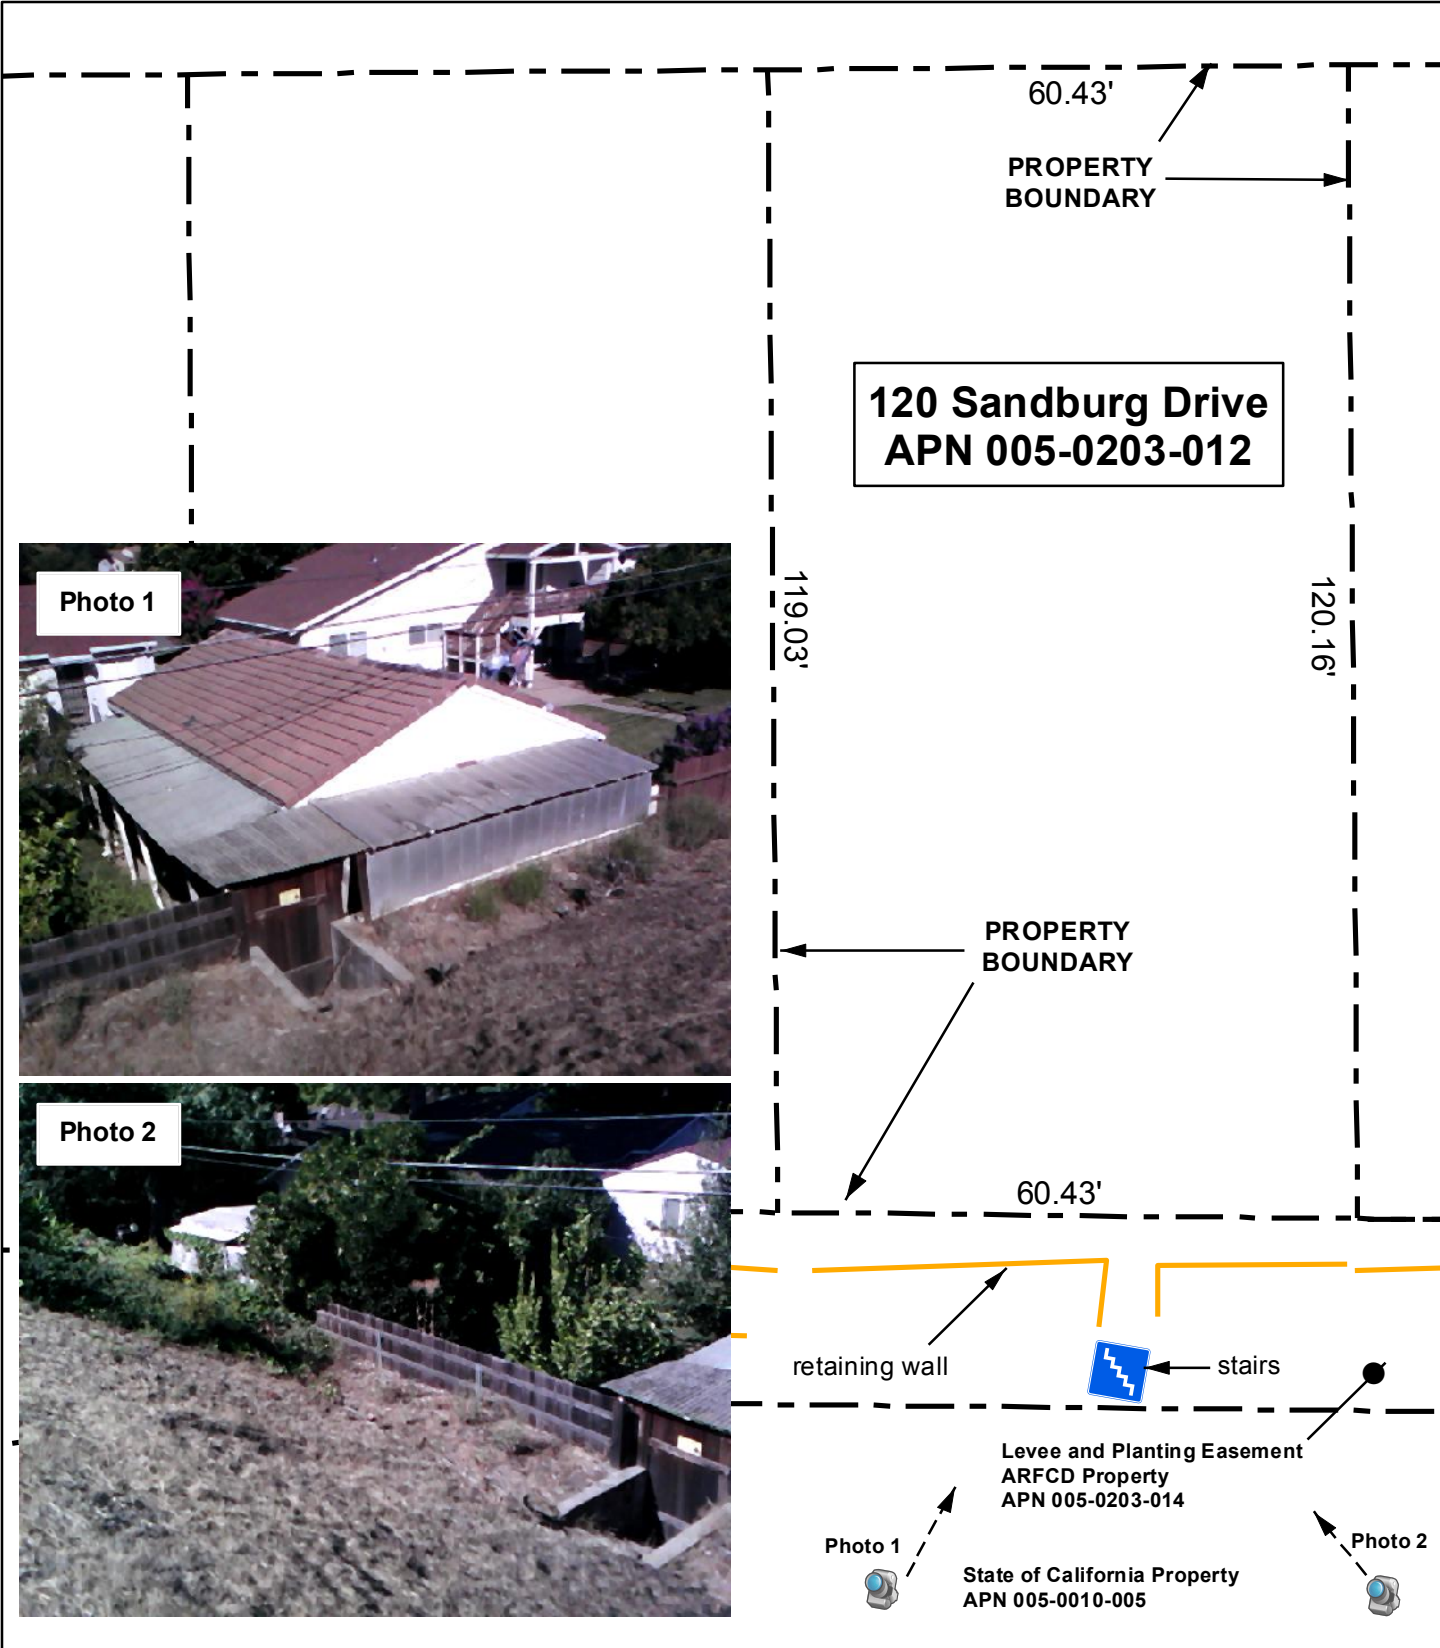 60.43'
PROPERTY
BOUNDARY
120 Sandburg Drive
APN 005-0203-012
Photo 1
119.03'
120.16'
PROPERTY
BOUNDARY
Photo 2
60.43'
retaining wall
stairs
Levee and Planting Easement
ARFCD Property
APN 005-0203-014
Photo 1
Photo 2
State of California Property
APN 005-0010-005